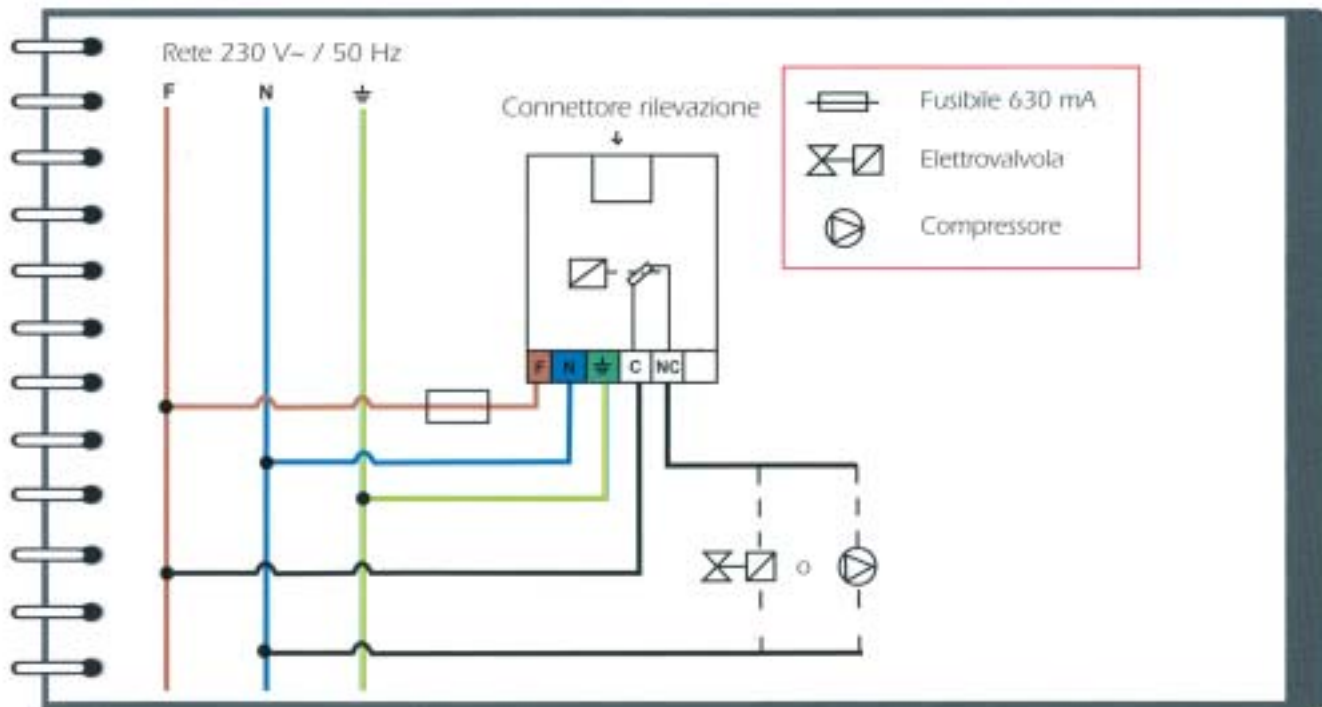 Rete 230 V~ / 50 Hz
F N
Connettore rilevazione
Fusibile 630 mA
Elettrovalvola
Compressore
F N C NC
o